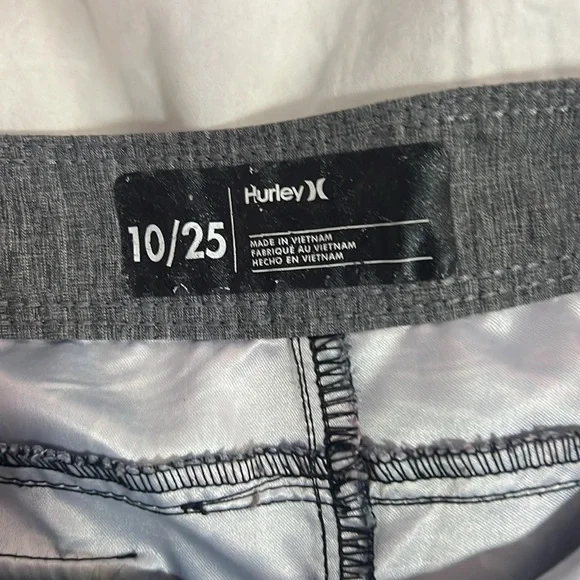 10/25
Hurley
MADE IN VIETNAM
FABRIQUÉ AU VIETNAM
HECHO EN VIETNAM